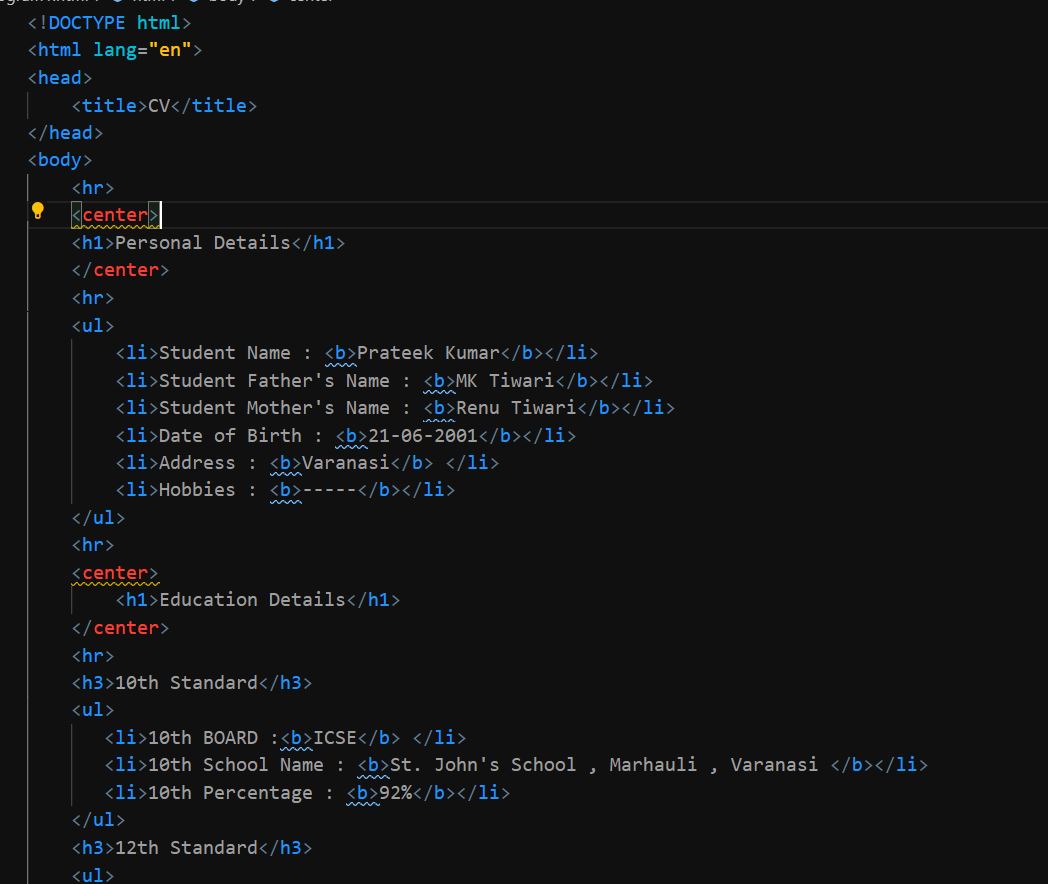 <!DOCTYPE html>
<html lang="en">
<head>
    <title>CV</title>
</head>
<body>
    <hr>
    <center>
    <h1>Personal Details</h1>
    </center>
    <hr>
    <ul>
        <li>Student Name : <b>Prateek Kumar</b></li>
        <li>Student Father's Name : <b>MK Tiwari</b></li>
        <li>Student Mother's Name : <b>Renu Tiwari</b></li>
        <li>Date of Birth : <b>21-06-2001</b></li>
        <li>Address : <b>Varanasi</b> </li>
        <li>Hobbies : <b>-----</b></li>
    </ul>
    <hr>
    <center>
        <h1>Education Details</h1>
    </center>
    <hr>
    <h3>10th Standard</h3>
    <ul>
       <li>10th BOARD :<b>ICSE</b> </li>
       <li>10th School Name : <b>St. John's School , Marhauli , Varanasi </b></li>
       <li>10th Percentage : <b>92%</b></li>
    </ul>
    <h3>12th Standard</h3>
    <ul>